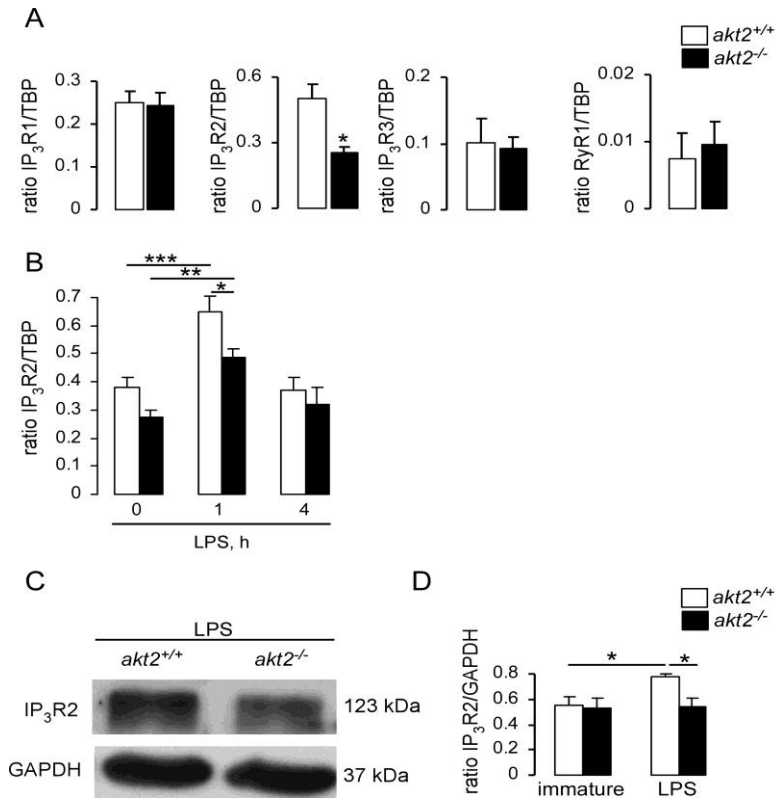 A
akt2+/+
akt2-/-
ratio IP3R1/TBP
0.3
0.2
0.1
0
ratio IP3R2/TBP
0.6
0.3
0
*
ratio IP3R3/TBP
0.2
0.1
0
ratio RyR1/TBP
0.02
0.01
0
B
***
**
*
ratio IP3R2/TBP
0.7
0.6
0.5
0.4
0.3
0.2
0.1
0
0 1 4
LPS, h
C
LPS
akt2+/+ akt2-/-
IP3R2 123 kDa
GAPDH 37 kDa
D
akt2+/+
akt2-/-
ratio IP3R2/GAPDH
0.8
0.6
0.4
0.2
0
* *
immature LPS